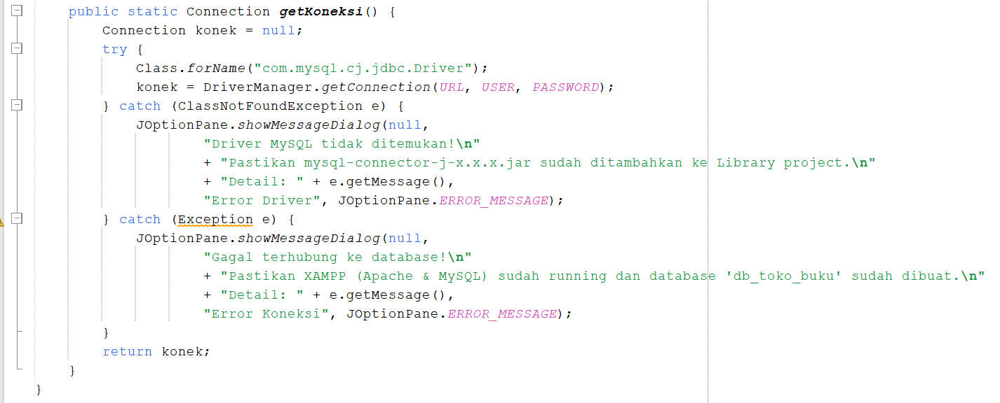 public static Connection getKoneksi() {
Connection konek = null;
try {
Class.forName("com.mysql.cj.jdbc.Driver");
konek = DriverManager.getConnection(URL, USER, PASSWORD);
} catch (ClassNotFoundException e) {
JOptionPane.showMessageDialog(null,
"Driver MySQL tidak ditemukan!\n"
+ "Pastikan mysql-connector-j-x.x.x.jar sudah ditambahkan ke Library project.\n"
+ "Detail: " + e.getMessage(),
"Error Driver", JOptionPane.ERROR_MESSAGE);
} catch (Exception e) {
JOptionPane.showMessageDialog(null,
"Gagal terhubung ke database!\n"
+ "Pastikan XAMPP (Apache & MySQL) sudah running dan database 'db_toko_buku' sudah dibuat.\n"
+ "Detail: " + e.getMessage(),
"Error Koneksi", JOptionPane.ERROR_MESSAGE);
}
return konek;
}
}